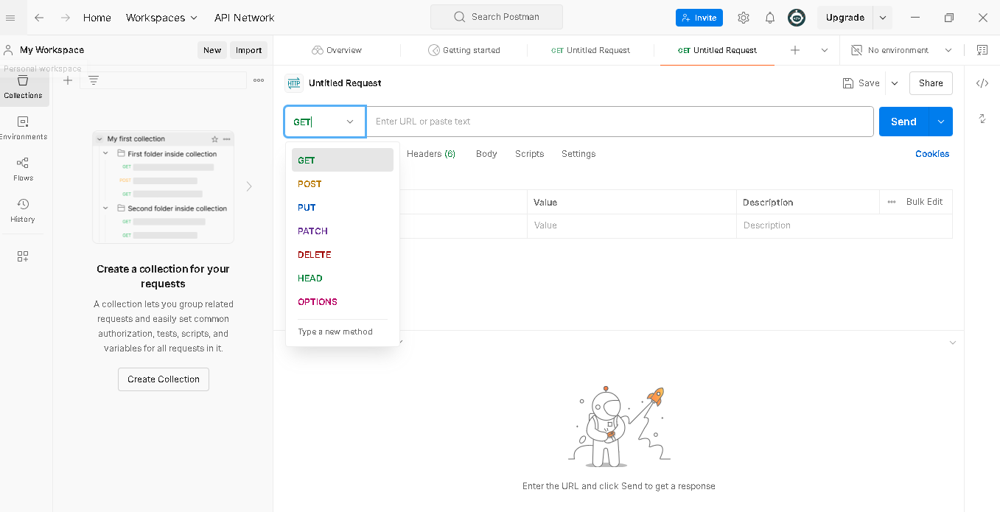 Home
Workspaces
API Network
Search Postman
Invite
Upgrade
My Workspace
New
Import
Overview
Getting started
GET Untitled Request
GET Untitled Request
No environment
Personal workspace
Collections
Environments
Flows
History
My first collection
First folder inside collection
GET
POST
GET
Second folder inside collection
GET
GET
Create a collection for your
requests
A collection lets you group related
requests and easily set common
authorization, tests, scripts, and
variables for all requests in it.
Create Collection
HTTP
Untitled Request
Save
Share
GET
Enter URL or paste text
Send
Headers (6)
Body
Scripts
Settings
Cookies
GET
POST
PUT
PATCH
DELETE
HEAD
OPTIONS
Type a new method
Value
Description
Bulk Edit
Value
Description
Enter the URL and click Send to get a response